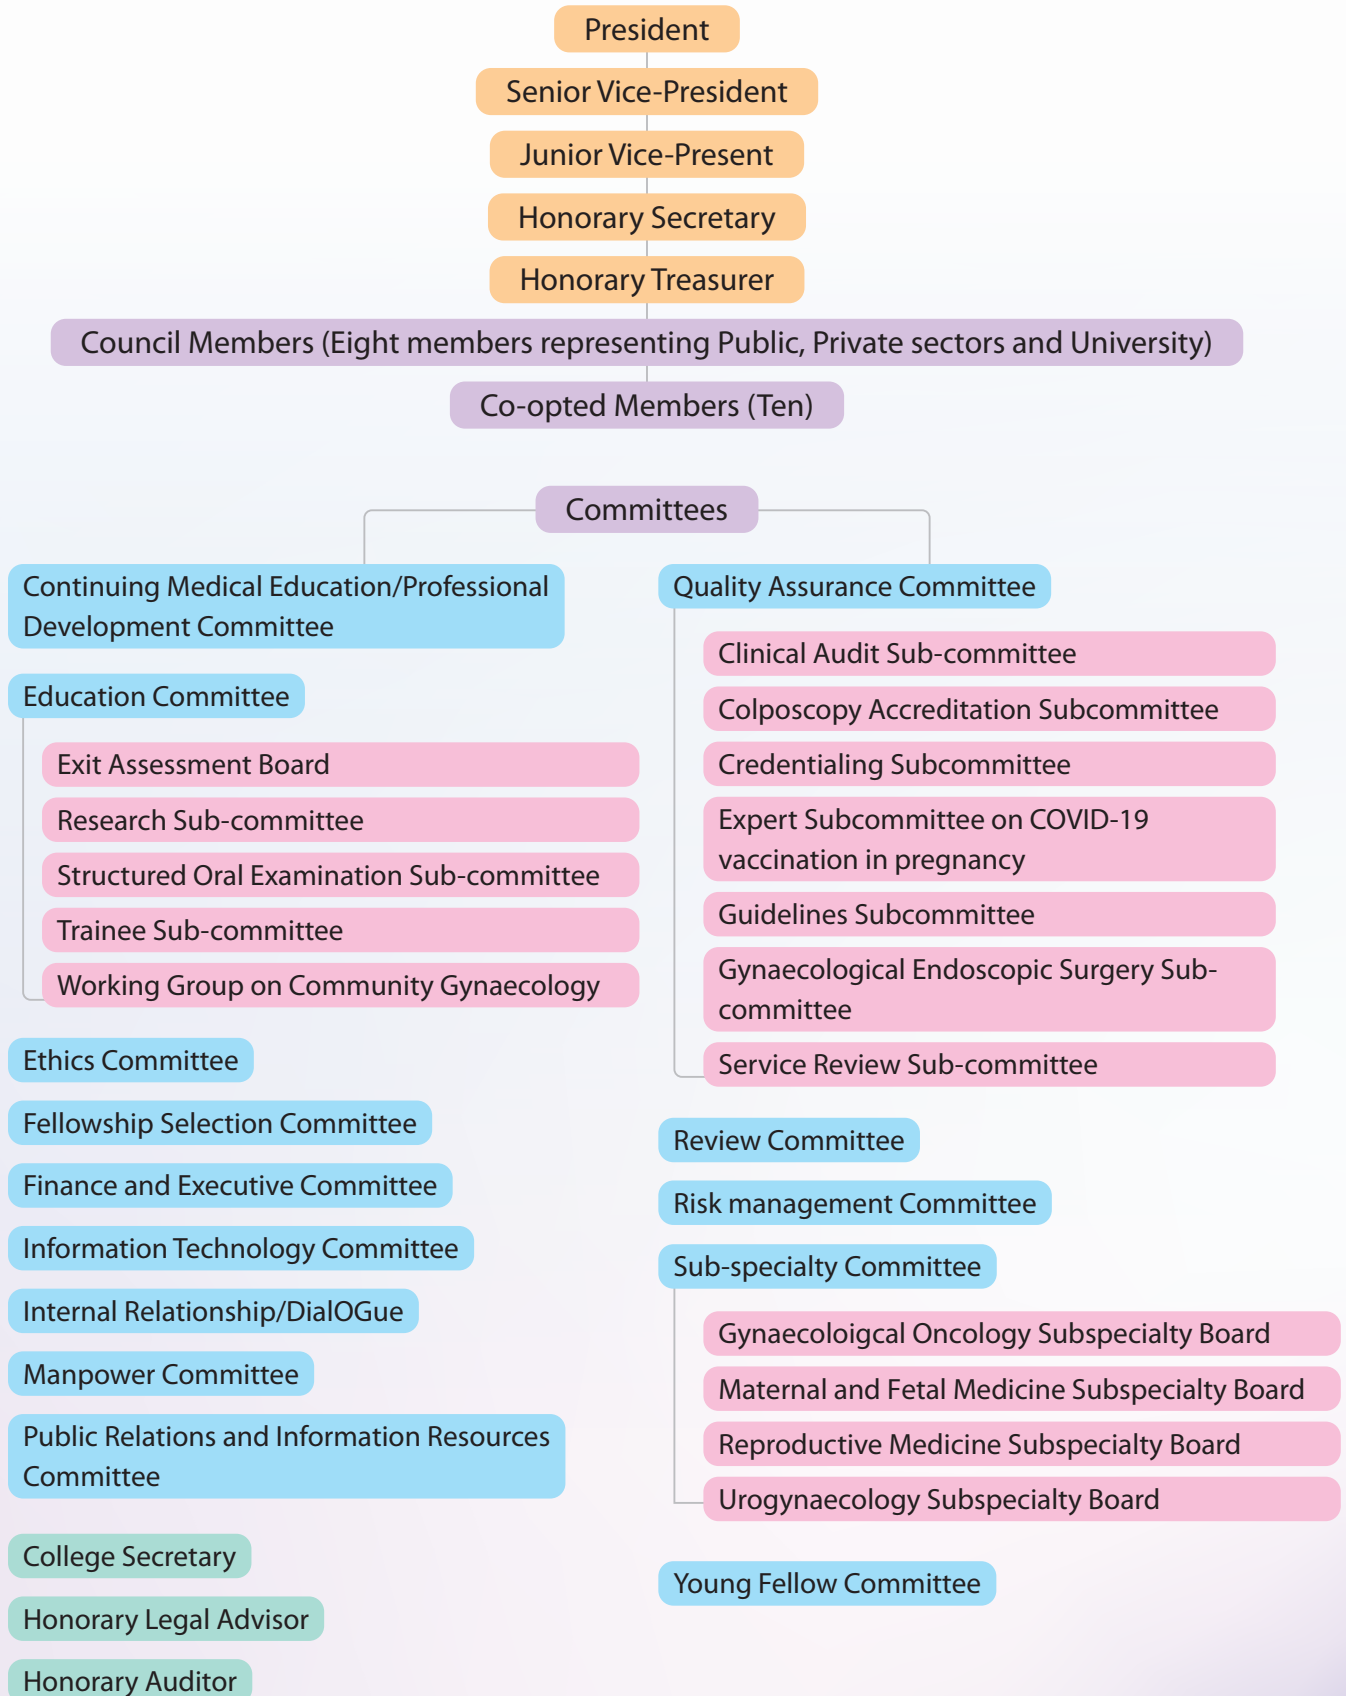 President
Senior Vice-President
Junior Vice-Present
Honorary Secretary
Honorary Treasurer
Council Members (Eight members representing Public, Private sectors and University)
Co-opted Members (Ten)
Committees
Continuing Medical Education/Professional
Development Committee
Education Committee
Exit Assessment Board
Research Sub-committee
Structured Oral Examination Sub-committee
Trainee Sub-committee
Working Group on Community Gynaecology
Ethics Committee
Fellowship Selection Committee
Finance and Executive Committee
Information Technology Committee
Internal Relationship/DialOGue
Manpower Committee
Public Relations and Information Resources
Committee
College Secretary
Honorary Legal Advisor
Honorary Auditor
Quality Assurance Committee
Clinical Audit Sub-committee
Colposcopy Accreditation Subcommittee
Credentialing Subcommittee
Expert Subcommittee on COVID-19
vaccination in pregnancy
Guidelines Subcommittee
Gynaecological Endoscopic Surgery Sub-
committee
Service Review Sub-committee
Review Committee
Risk management Committee
Sub-specialty Committee
Gynaecoloigcal Oncology Subspecialty Board
Maternal and Fetal Medicine Subspecialty Board
Reproductive Medicine Subspecialty Board
Urogynaecology Subspecialty Board
Young Fellow Committee